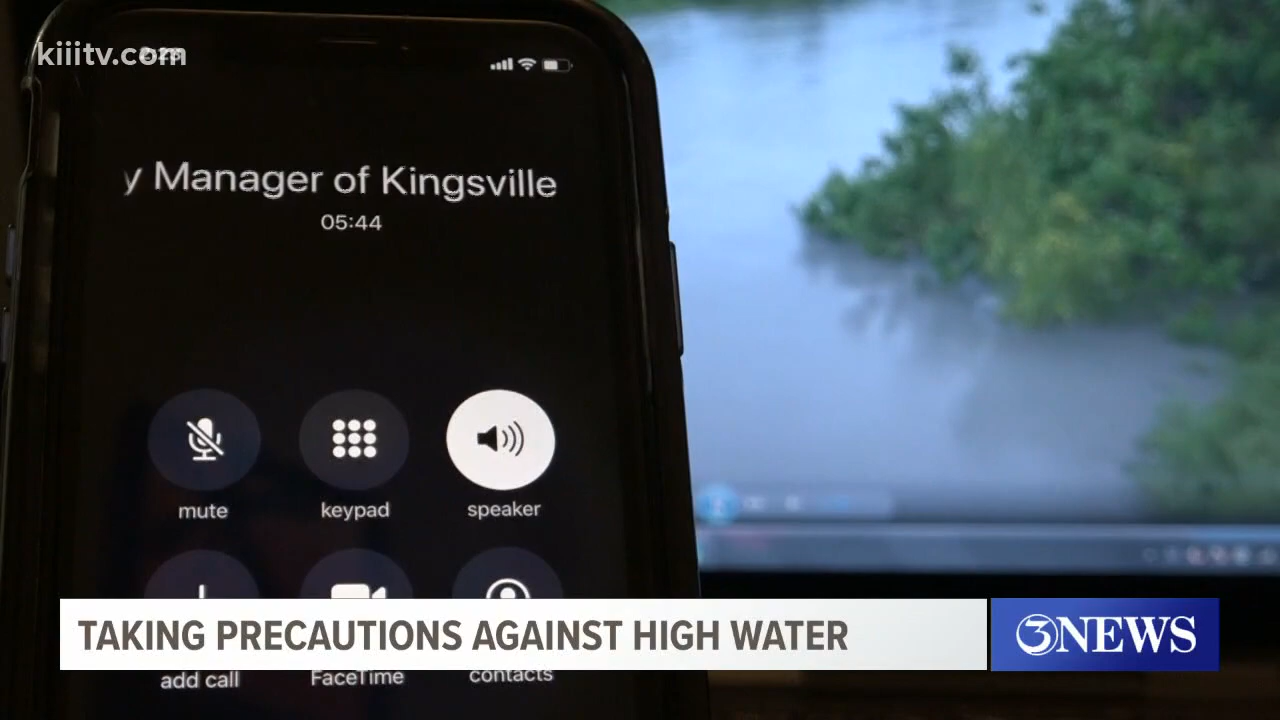 kiiitv.com
y Manager of Kingsville
05:44
mute
keypad
speaker
TAKING PRECAUTIONS AGAINST HIGH WATER
3NEWS
add call
FaceTime
contacts